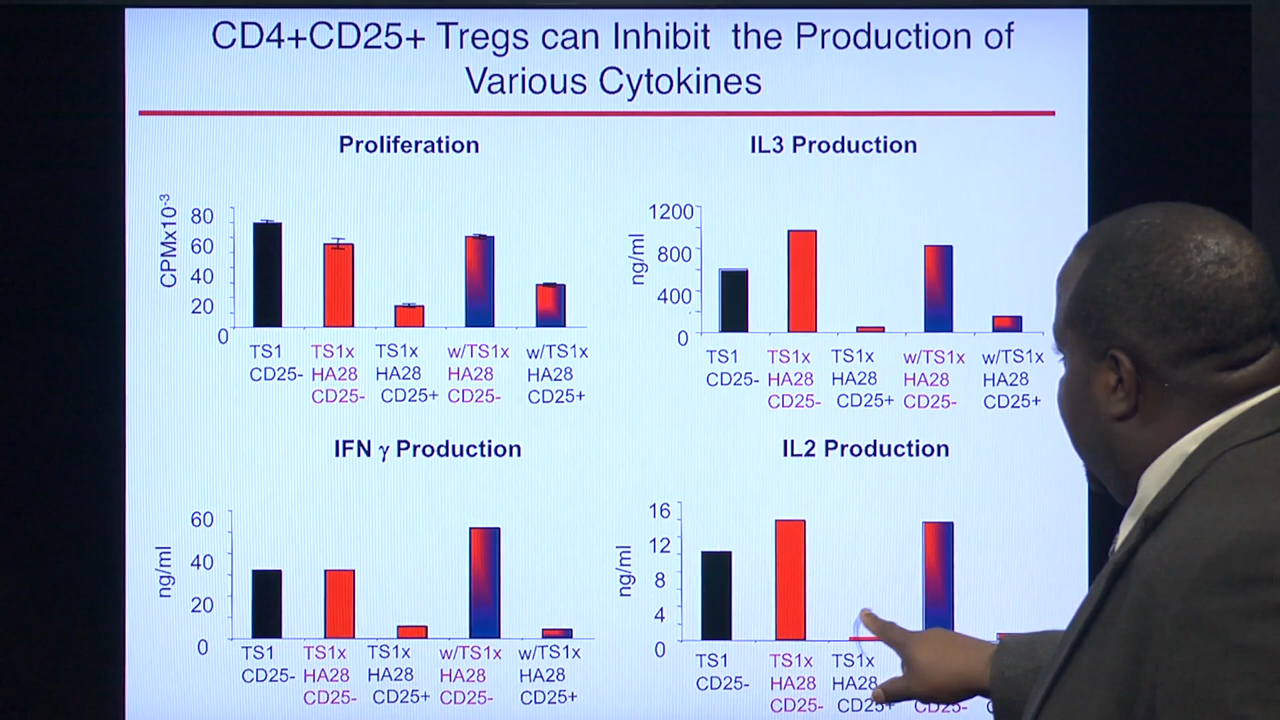 CD4+CD25+ Tregs can Inhibit the Production of
Various Cytokines
Proliferation
CPMx10-3
80
60
40
20
0
TS1 TS1x TS1x w/TS1x w/TS1x
CD25- HA28 HA28 HA28 HA28
CD25- CD25+ CD25- CD25+
IL3 Production
ng/ml
1200
800
400
0
TS1 TS1x TS1x w/TS1x w/TS1x
CD25- HA28 HA28 HA28 HA28
CD25- CD25+ CD25- CD25+
IFN γ Production
ng/ml
60
40
20
0
TS1 TS1x TS1x w/TS1x w/TS1x
CD25- HA28 HA28 HA28 HA28
CD25- CD25+ CD25- CD25+
IL2 Production
ng/ml
16
12
8
4
0
TS1 TS1x TS1x
CD25- HA28 HA28
CD25- CD25+ CD25-